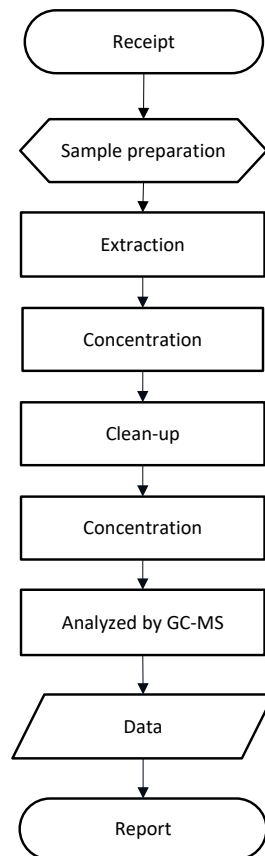 Receipt
Sample preparation
Extraction
Concentration
Clean-up
Concentration
Analyzed by GC-MS
Data
Report